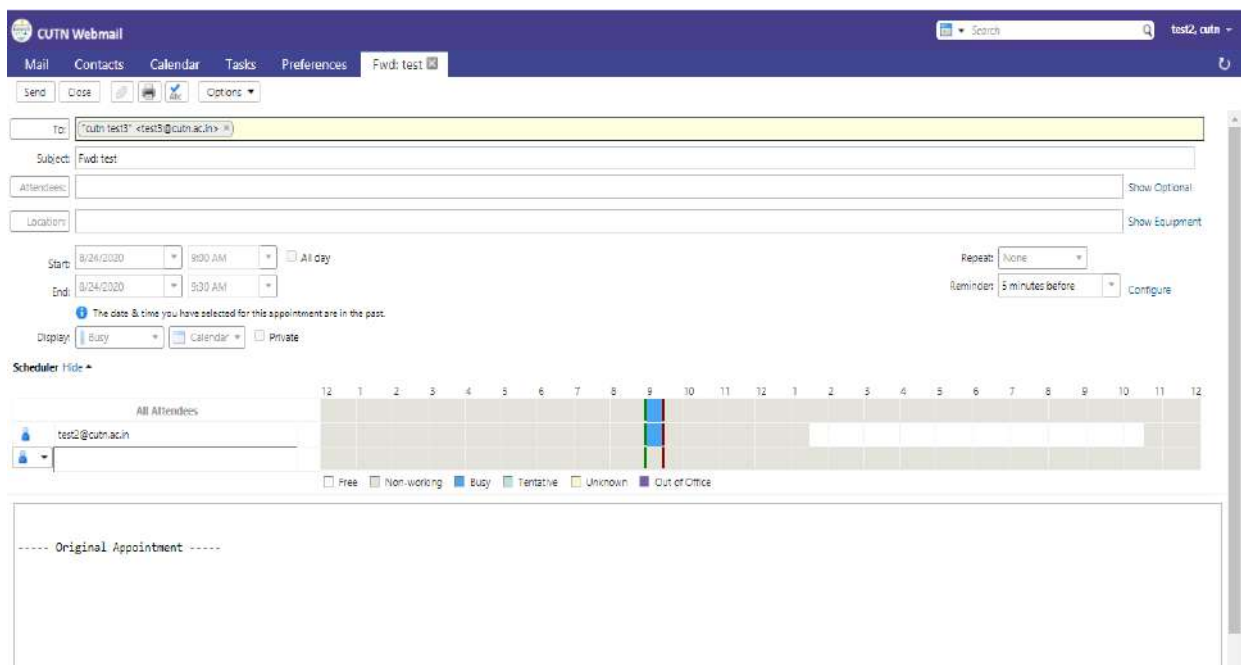 CUTN Webmail
Search
test2, cutn
Mail Contacts Calendar Tasks Preferences Fwd: test
Send Close Abc Options
To: "cutn test3" <test3@cutn.ac.in>
Subject: Fwd: test
Attendees: Show Optional
Location: Show Equipment
Start: 8/24/2020 9:00 AM All day Repeat: None
End: 8/24/2020 9:30 AM Reminder: 5 minutes before Configure
The date & time you have selected for this appointment are in the past.
Display: Busy Calendar Private
Scheduler Hide
12 1 2 3 4 5 6 7 8 9 10 11 12 1 2 3 4 5 6 7 8 9 10 11 12
All Attendees
test2@cutn.ac.in
Free Non-working Busy Tentative Unknown Out of Office
----- Original Appointment -----